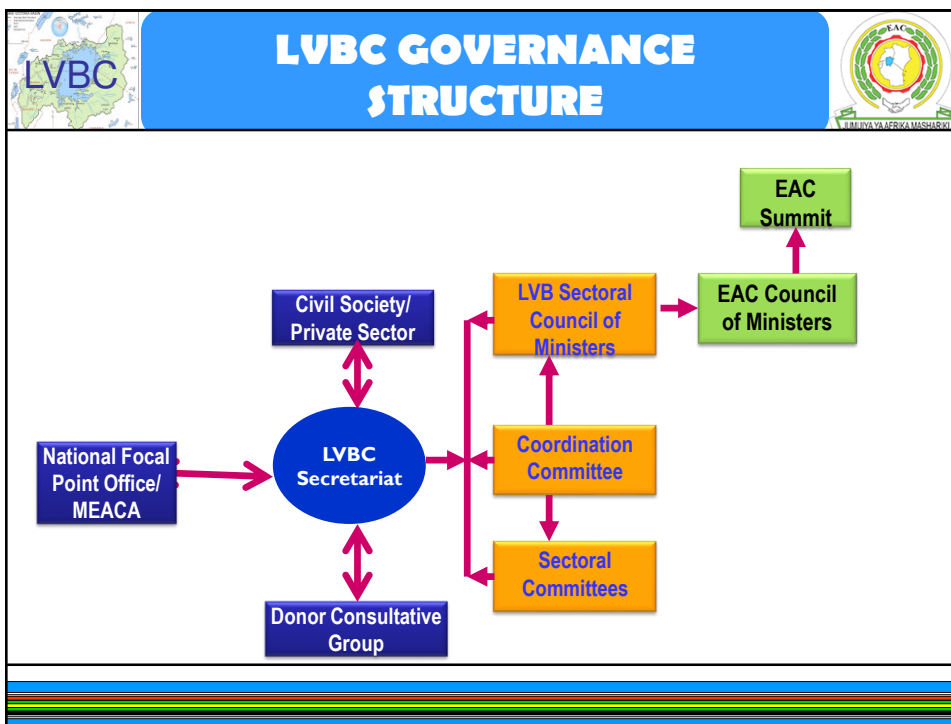 LVBC
LVBC GOVERNANCE
STRUCTURE
EAC
JUMUIYA YA AFRIKA MASHARIKI
EAC
Summit
Civil Society/
Private Sector
LVB Sectoral
Council of
Ministers
EAC Council
of Ministers
National Focal
Point Office/
MEACA
LVBC
Secretariat
Coordination
Committee
Sectoral
Committees
Donor Consultative
Group